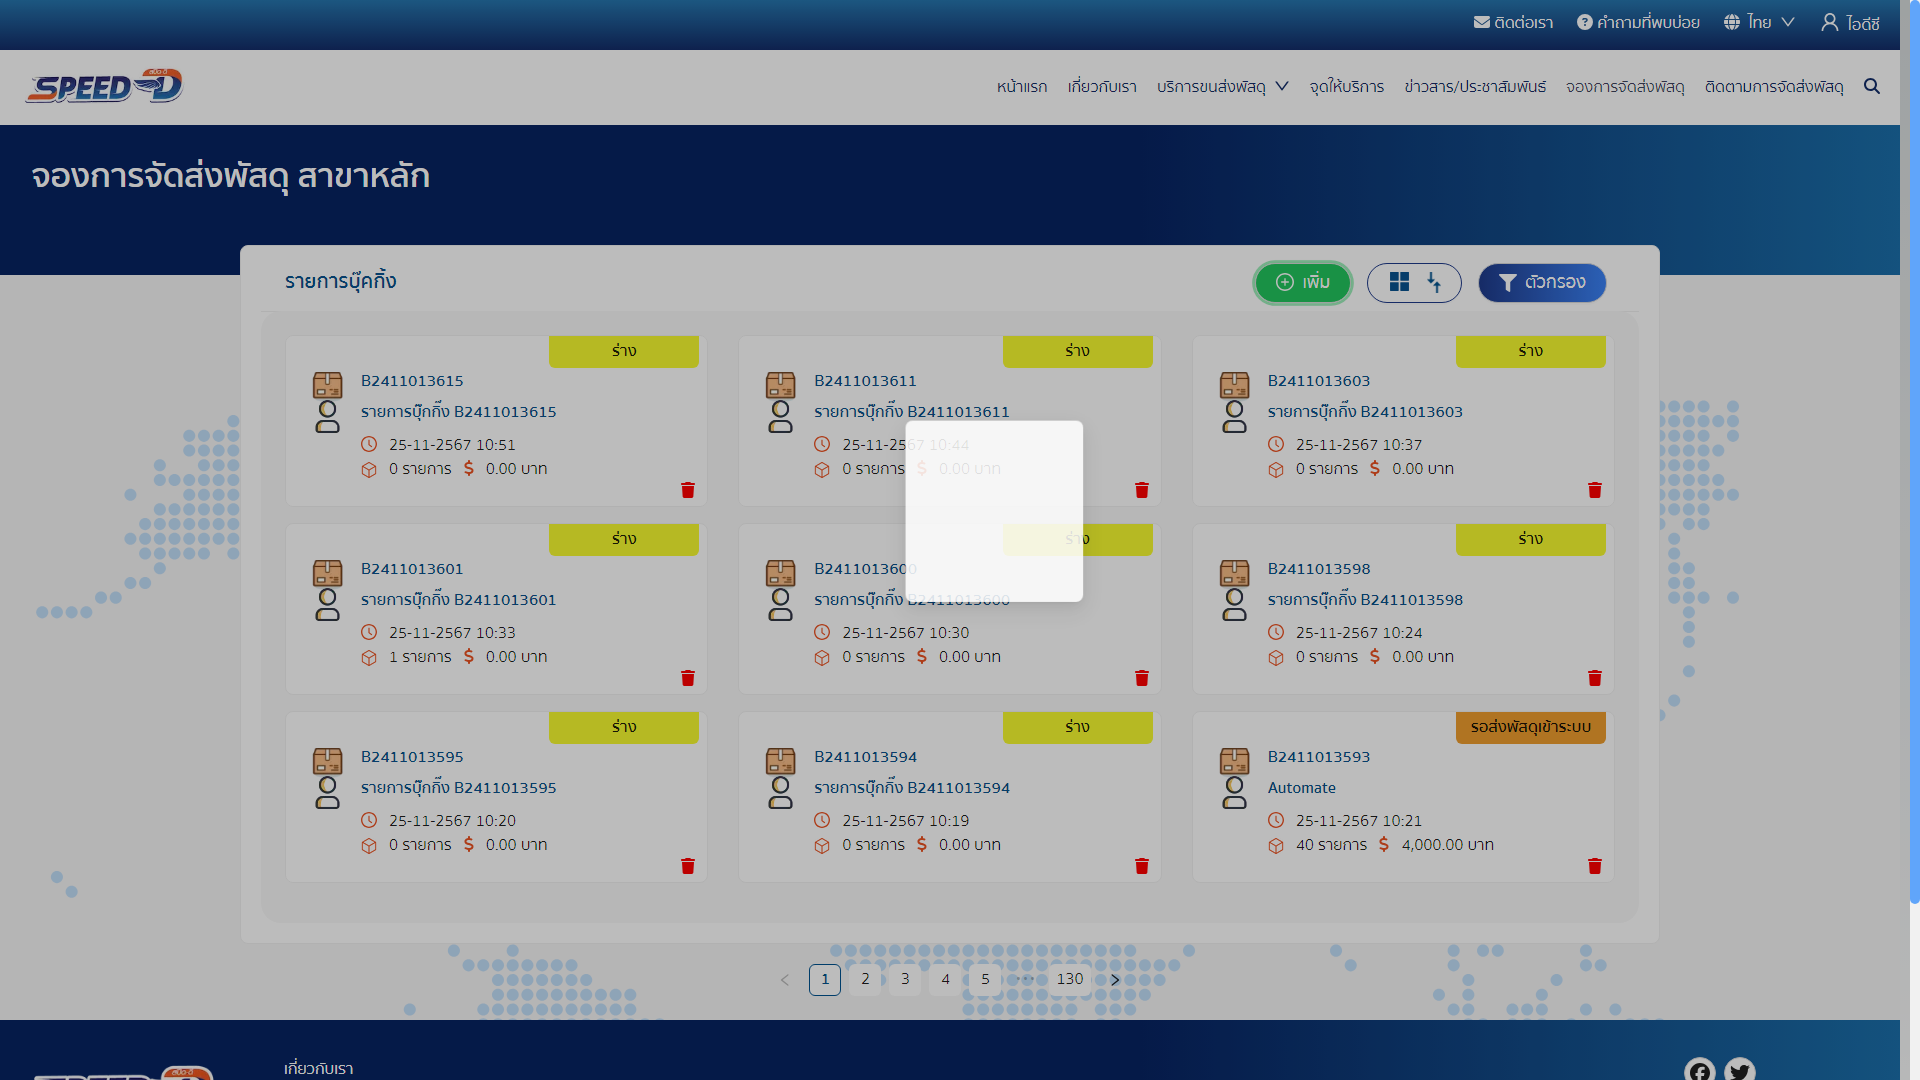 ติดต่อเรา คำถามที่พบบ่อย ไทย ไอดีซี
SPEED-D
หน้าแรก เกี่ยวกับเรา บริการขนส่งพัสดุ จุดให้บริการ ข่าวสาร/ประชาสัมพันธ์ จองการจัดส่งพัสดุ ติดตามการจัดส่งพัสดุ
จองการจัดส่งพัสดุ สาขาหลัก
รายการบุ๊คกิ้ง
เพิ่ม
ตัวกรอง
ร่าง
B2411013615
รายการบุ๊กกิ๊ง B2411013615
25-11-2567 10:51
0 รายการ $ 0.00 บาท
ร่าง
B2411013611
รายการบุ๊กกิ๊ง B2411013611
25-11-2567 10:44
0 รายการ $ 0.00 บาท
ร่าง
B2411013603
รายการบุ๊กกิ๊ง B2411013603
25-11-2567 10:37
0 รายการ $ 0.00 บาท
ร่าง
B2411013601
รายการบุ๊กกิ๊ง B2411013601
25-11-2567 10:33
1 รายการ $ 0.00 บาท
ร่าง
B2411013600
รายการบุ๊กกิ๊ง B2411013600
25-11-2567 10:30
0 รายการ $ 0.00 บาท
ร่าง
B2411013598
รายการบุ๊กกิ๊ง B2411013598
25-11-2567 10:24
0 รายการ $ 0.00 บาท
ร่าง
B2411013595
รายการบุ๊กกิ๊ง B2411013595
25-11-2567 10:20
0 รายการ $ 0.00 บาท
ร่าง
B2411013594
รายการบุ๊กกิ๊ง B2411013594
25-11-2567 10:19
0 รายการ $ 0.00 บาท
รอส่งพัสดุเข้าระบบ
B2411013593
Automate
25-11-2567 10:21
40 รายการ $ 4,000.00 บาท
< 1 2 3 4 5 ••• 130 >
เกี่ยวกับเรา